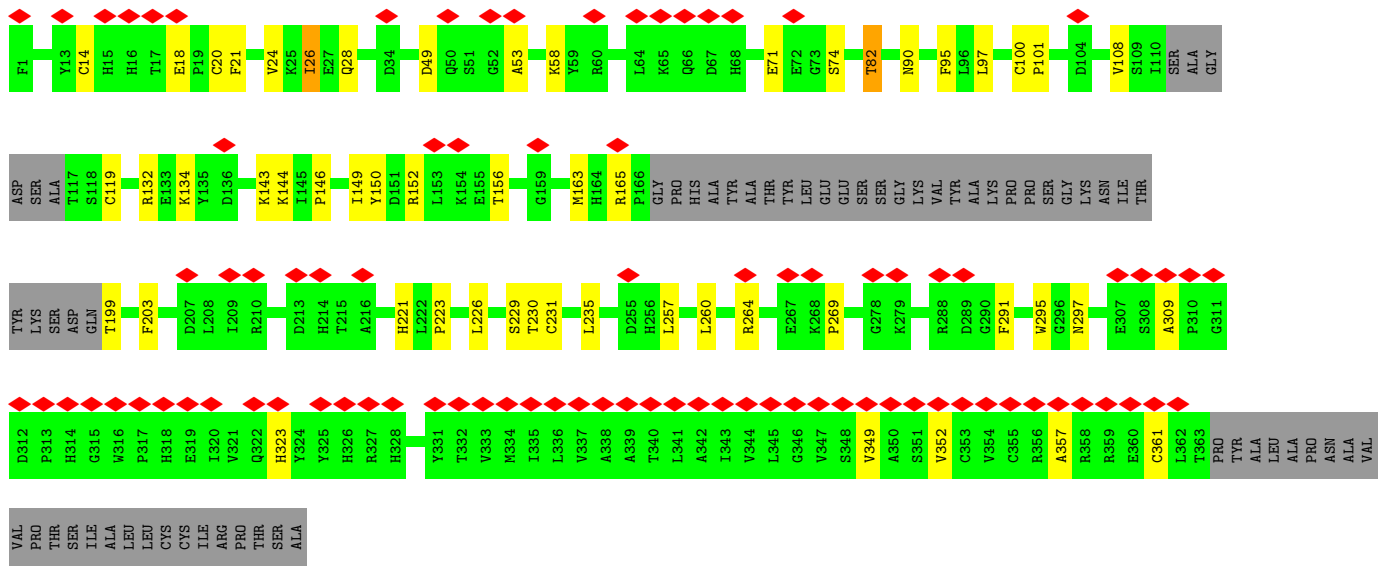 F1 Y13 C14 H15 H16 T17 E18 P19 C20 F21 V24 K25 I26 E27 Q28 D34 D49 Q50 S51 G52 A53 K58 Y59 R60 L64 K65 Q66 D67 H68 E71 E72 G73 S74 T82 N90 F95 L96 L97 C100 P101 D104 V108 S109 I110 SER ALA GLY
ASP SER ALA T117 S118 C119 R132 E133 K134 Y135 D136 K143 K144 I145 P146 I149 Y150 D151 R152 L153 K154 E155 T156 G159 M163 H164 R165 P166 GLY PRO HIS ALA TYR ALA THR TYR LEU GLU GLU SER SER GLY LYS VAL TYR ALA LYS PRO PRO SER GLY LYS ASN ILE THR
TYR LYS SER ASP GLN T199 F203 D207 L208 I209 R210 D213 H214 T215 A216 H221 L222 P223 L226 S229 T230 C231 L235 D255 H256 L257 L260 R264 E267 K268 P269 G278 K279 R288 D289 G290 F291 W295 G296 N297 E307 S308 A309 P310 G311
D312 P313 H314 G315 W316 P317 H318 E319 I320 V321 Q322 H323 Y324 Y325 H326 R327 H328 Y331 T332 V333 M334 I335 L336 V337 A338 A339 T340 L341 A342 I343 V344 L345 G346 V347 S348 V349 A350 S351 V352 C353 V354 C355 R356 A357 R358 R359 E360 C361 L362 T363 PRO TYR ALA LEU ALA PRO ASN ALA VAL
VAL PRO THR SER ILE ALA LEU LEU CYS CYS ILE ARG PRO THR SER ALA